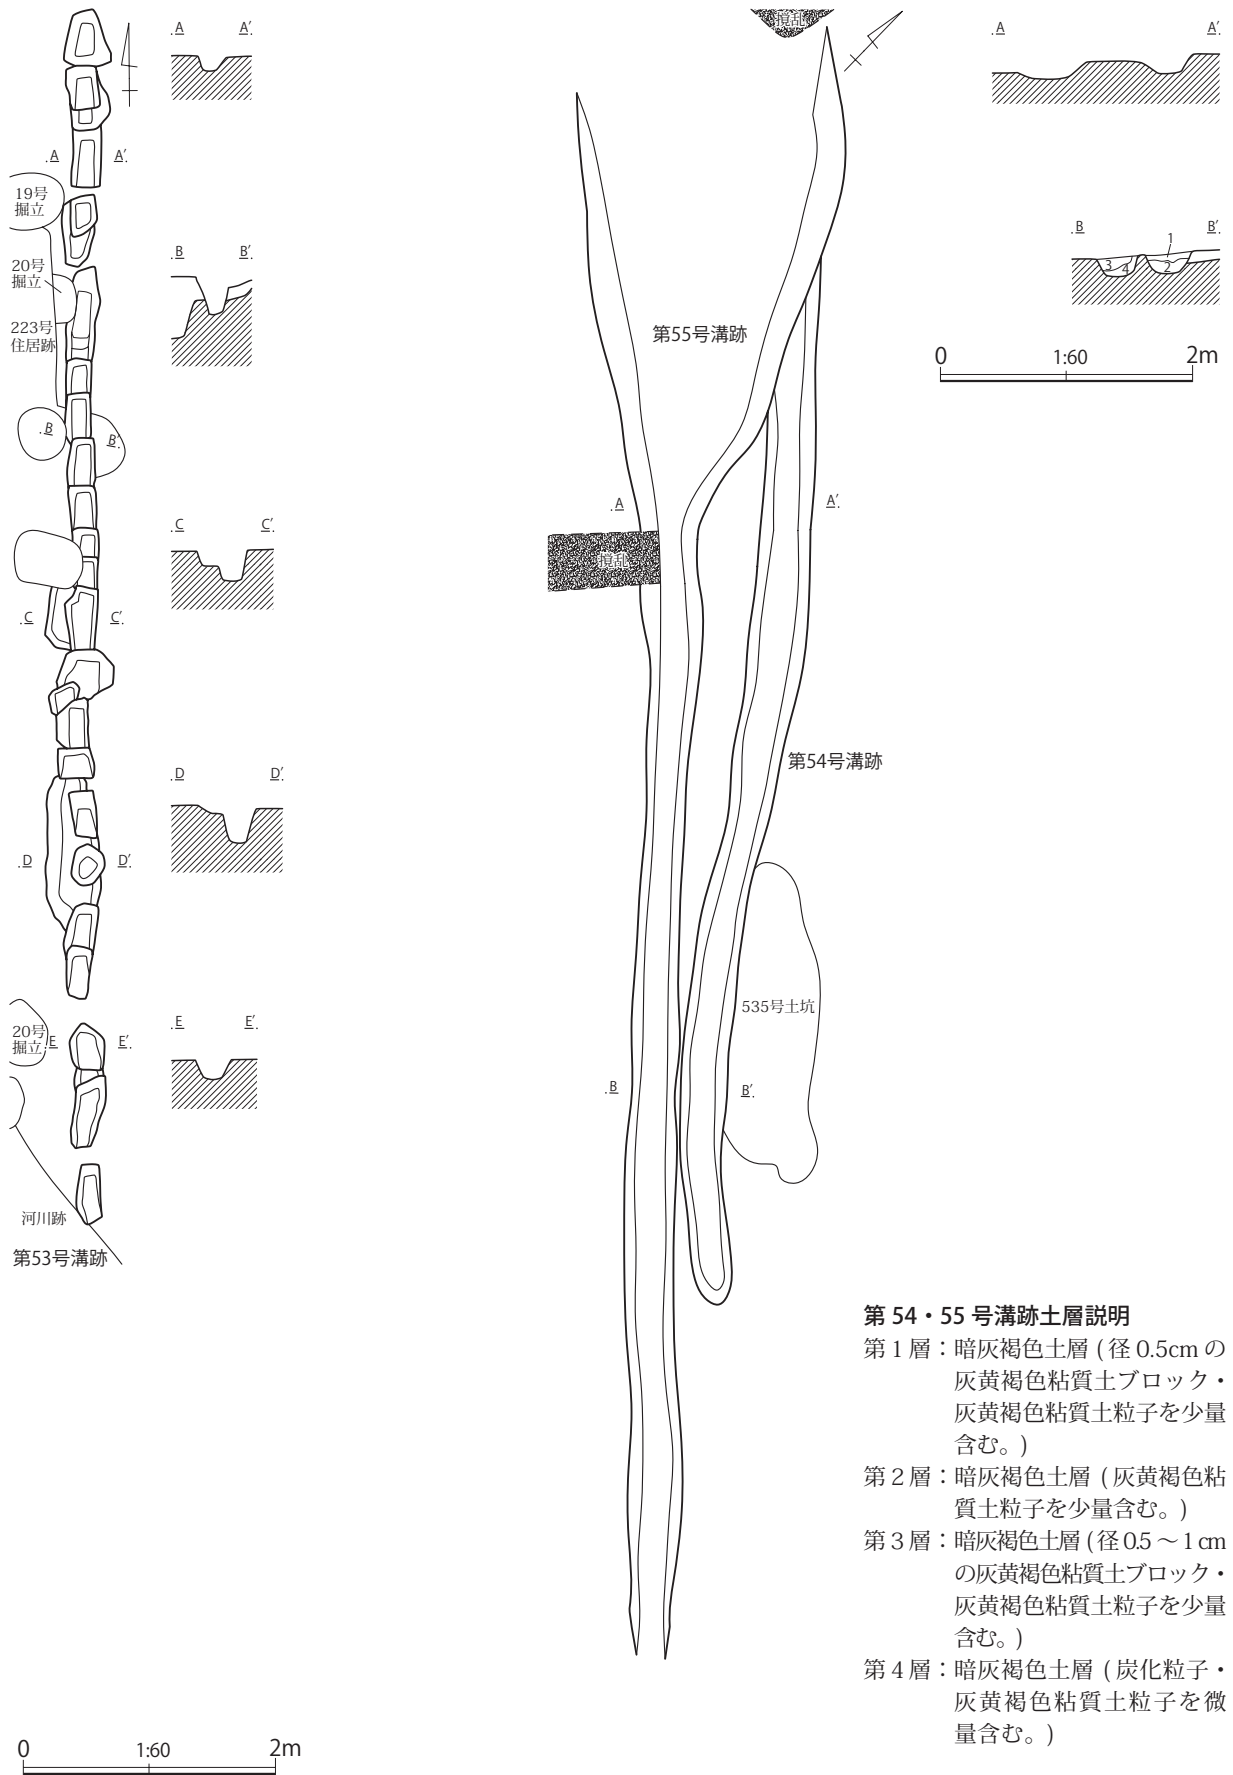 A A′
A A′
19号
掘立
20号
掘立
223号
住居跡
B B′
B B′
C C′
C C′
D D′
D D′
20号
掘立
E E′
E E′
河川跡
第53号溝跡
0 1:60 2m
攪乱
第55号溝跡
A A′
攪乱
第54号溝跡
535号土坑
B B′
A A′
B B′
1
3 4 2
0 1:60 2m
第 54・55 号溝跡土層説明
第１層：暗灰褐色土層 ( 径 0.5cm の
灰黄褐色粘質土ブロック・
灰黄褐色粘質土粒子を少量
含む。)
第２層：暗灰褐色土層 ( 灰黄褐色粘
質土粒子を少量含む。)
第３層：暗灰褐色土層 ( 径 0.5 〜 1 cm
の灰黄褐色粘質土ブロック・
灰黄褐色粘質土粒子を少量
含む。)
第４層：暗灰褐色土層 ( 炭化粒子・
灰黄褐色粘質土粒子を微
量含む。)